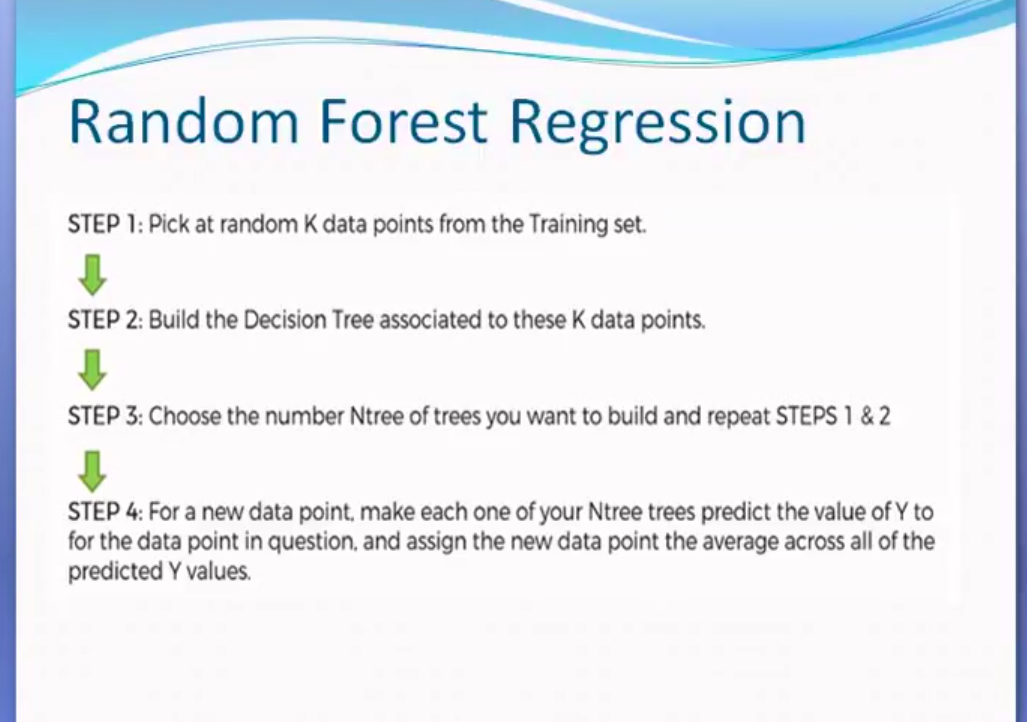 Random Forest Regression
STEP 1: Pick at random K data points from the Training set.
STEP 2: Build the Decision Tree associated to these K data points.
STEP 3: Choose the number Ntree of trees you want to build and repeat STEPS 1 & 2
STEP 4: For a new data point, make each one of your Ntree trees predict the value of Y to
for the data point in question, and assign the new data point the average across all of the
predicted Y values.